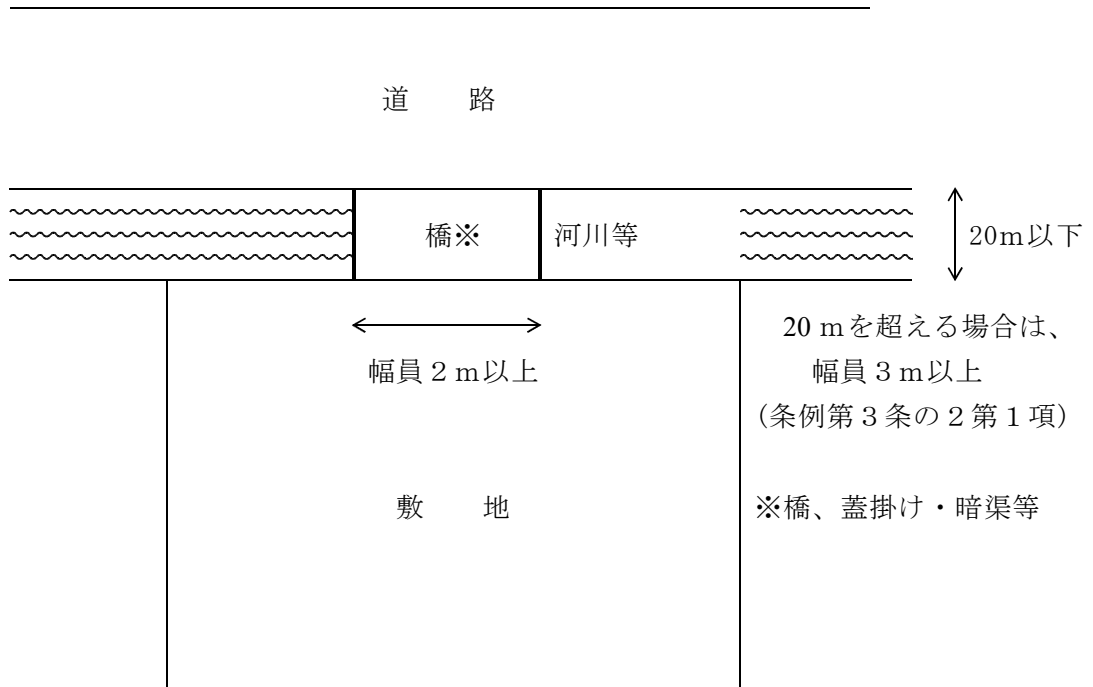 道　　路
橋※
河川等
20m以下
幅員２ｍ以上
20 ｍを超える場合は、
幅員３ｍ以上
（条例第３条の２第１項）
敷　　地
※橋、蓋掛け・暗渠等